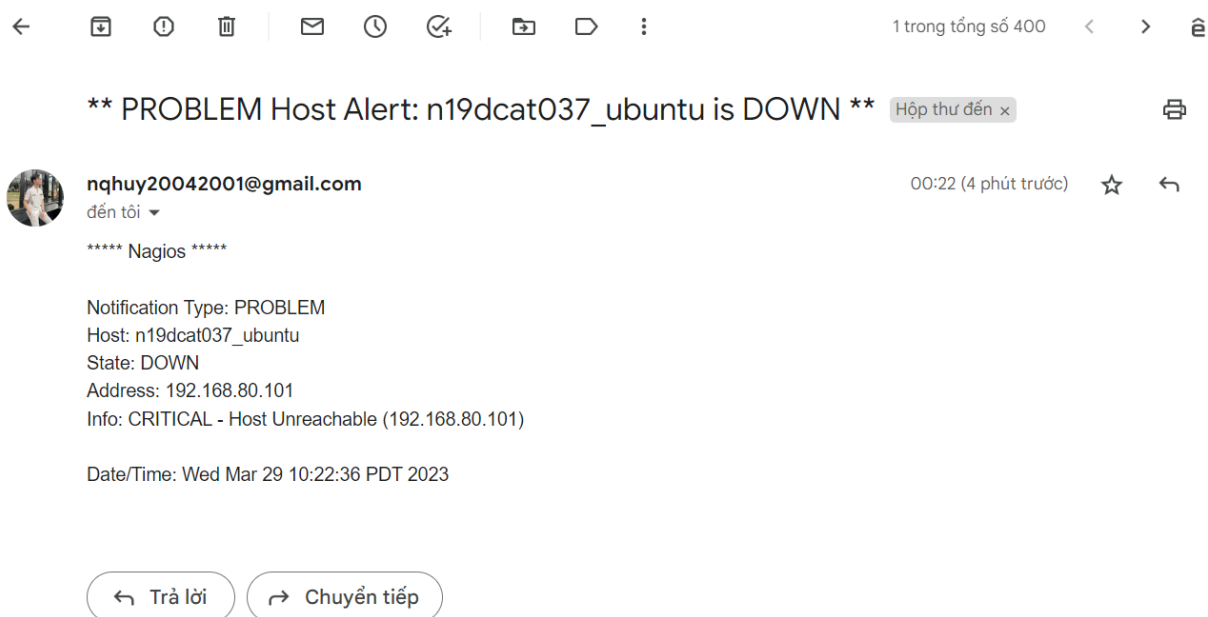 1 trong tổng số 400
** PROBLEM Host Alert: n19dcat037_ubuntu is DOWN ** Hộp thư đến ×
nqhuy20042001@gmail.com 00:22 (4 phút trước)
đến tôi
***** Nagios *****
Notification Type: PROBLEM
Host: n19dcat037_ubuntu
State: DOWN
Address: 192.168.80.101
Info: CRITICAL - Host Unreachable (192.168.80.101)
Date/Time: Wed Mar 29 10:22:36 PDT 2023
Trả lời Chuyển tiếp